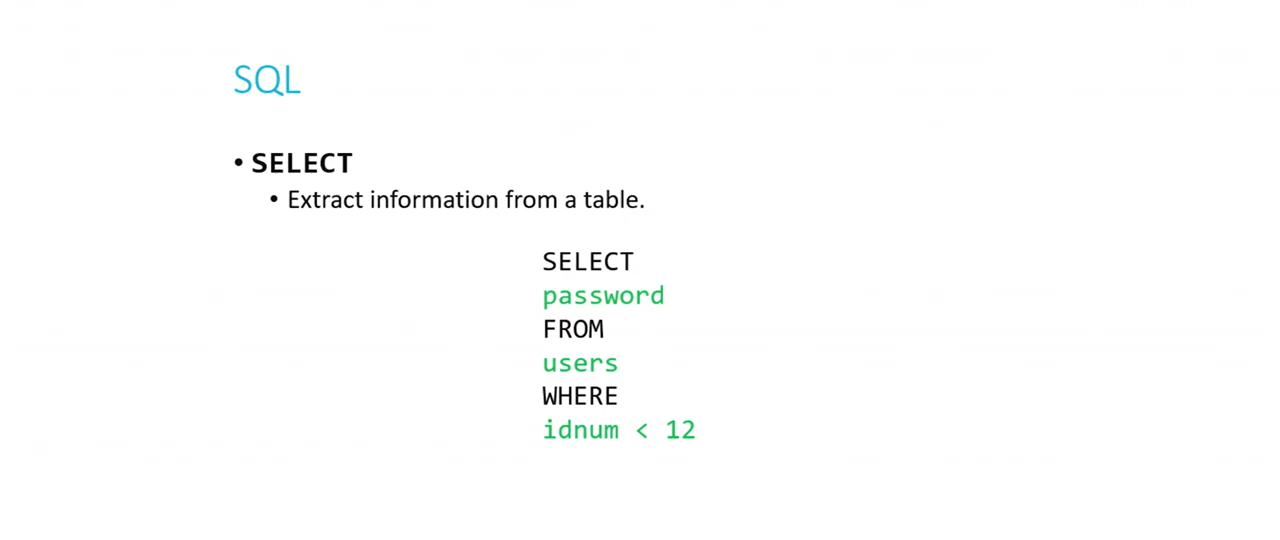 SQL
• SELECT
• Extract information from a table.
SELECT
password
FROM
users
WHERE
idnum < 12